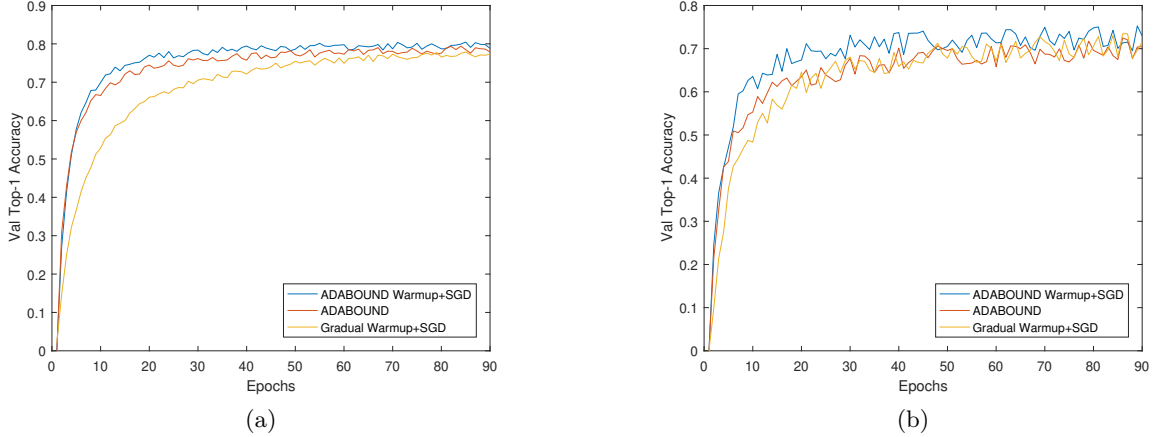 0.9
0.8
0.7
0.6
0.5
0.4
0.3
0.2
0.1
0
Val Top-1 Accuracy
ADABOUND Warmup+SGD
ADABOUND
Gradual Warmup+SGD
0 10 20 30 40 50 60 70 80 90
Epochs
(a)
0.8
0.7
0.6
0.5
0.4
0.3
0.2
0.1
0
Val Top-1 Accuracy
ADABOUND Warmup+SGD
ADABOUND
Gradual Warmup+SGD
0 10 20 30 40 50 60 70 80 90
Epochs
(b)